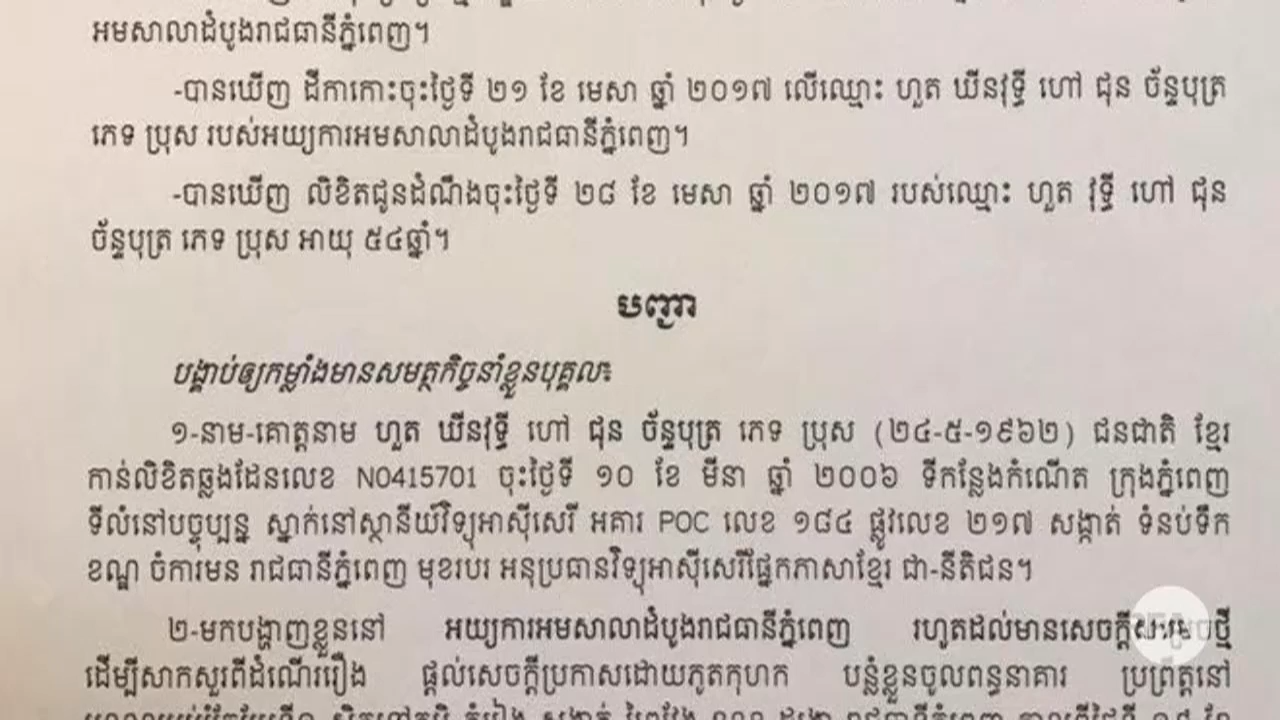 អមសាលាដំបូងរាជធានីភ្នំពេញ។
-បានឃើញ ដីកាកោះចុះថ្ងៃទី ២១ ខែ មេសា ឆ្នាំ ២០១៧ លើឈ្មោះ ហួត ឃីនវុទ្ធី ហៅ ជុន ច័ន្ទបុត្រ
ភេទ ប្រុស របស់អយ្យការអមសាលាដំបូងរាជធានីភ្នំពេញ។
-បានឃើញ លិខិតជូនដំណឹងចុះថ្ងៃទី ២៨ ខែ មេសា ឆ្នាំ ២០១៧ របស់ឈ្មោះ ហួត វុទ្ធី ហៅ ជុន
ច័ន្ទបុត្រ ភេទ ប្រុស អាយុ ៥៤ឆ្នាំ។
បញ្ជា
បង្គាប់ឲ្យកម្លាំងមានសមត្ថកិច្ចនាំខ្លួនបុគ្គល៖
១-នាម-គោត្តនាម ហួត ឃីនវុទ្ធី ហៅ ជុន ច័ន្ទបុត្រ ភេទ ប្រុស (២៤-៥-១៩៦២) ជនជាតិ ខ្មែរ
កាន់លិខិតឆ្លងដែនលេខ N0415701 ចុះថ្ងៃទី ១០ ខែ មីនា ឆ្នាំ ២០០៦ ទីកន្លែងកំណើត ក្រុងភ្នំពេញ
ទីលំនៅបច្ចុប្បន្ន ស្នាក់នៅស្ថានីយ៍វិទ្យុអាស៊ីសេរី អគារ POC លេខ ១៨៤ ផ្លូវលេខ ២១៧ សង្កាត់ ទំនប់ទឹក
ខណ្ឌ ចំការមន រាជធានីភ្នំពេញ មុខរបរ អនុប្រធានវិទ្យុអាស៊ីសេរីផ្នែកភាសាខ្មែរ ជា-នីតិជន។
២-មកបង្ហាញខ្លួននៅ អយ្យការអមសាលាដំបូងរាជធានីភ្នំពេញ រហូតដល់មានសេចក្ដីសម្រេចថ្មី
ដើម្បីសាកសួរពីដំណើររឿង ផ្ដល់សេចក្ដីប្រកាសដោយភូតកុហក បន្លំខ្លួនចូលពន្ធនាគារ ប្រព្រឹត្តនៅ